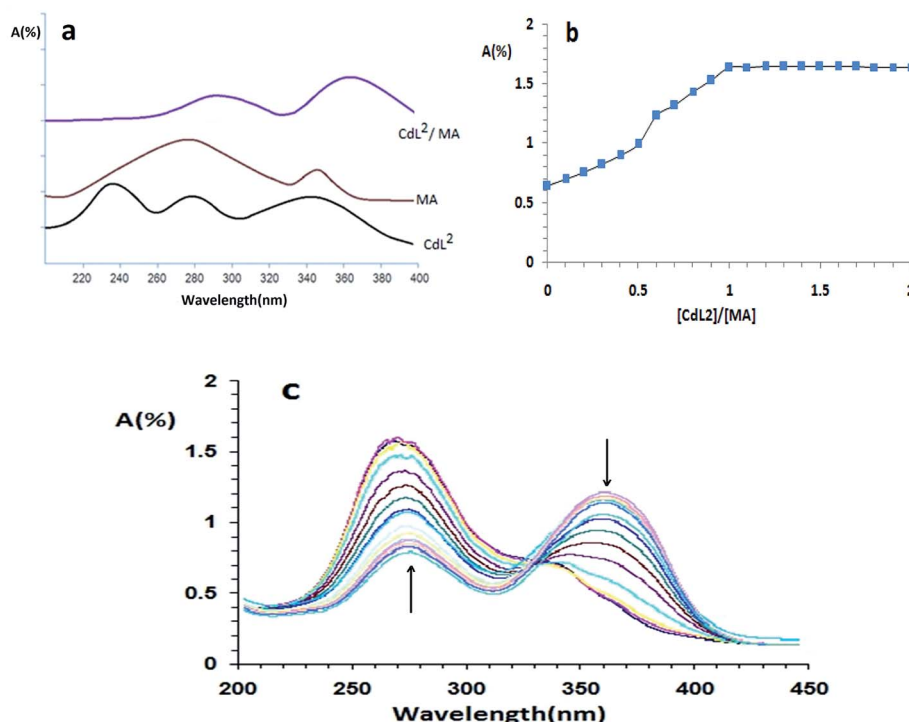 A(%)
a
CdL2/ MA
MA
CdL2
220 240 260 280 300 320 340 360 380 400
Wavelength(nm)
b
A(%)
2
1.5
1
0.5
0
0 0.5 1 1.5 2
[CdL2]/[MA]
c
A(%)
2
1.5
1
0.5
0
200 250 300 350 400 450
Wavelength(nm)